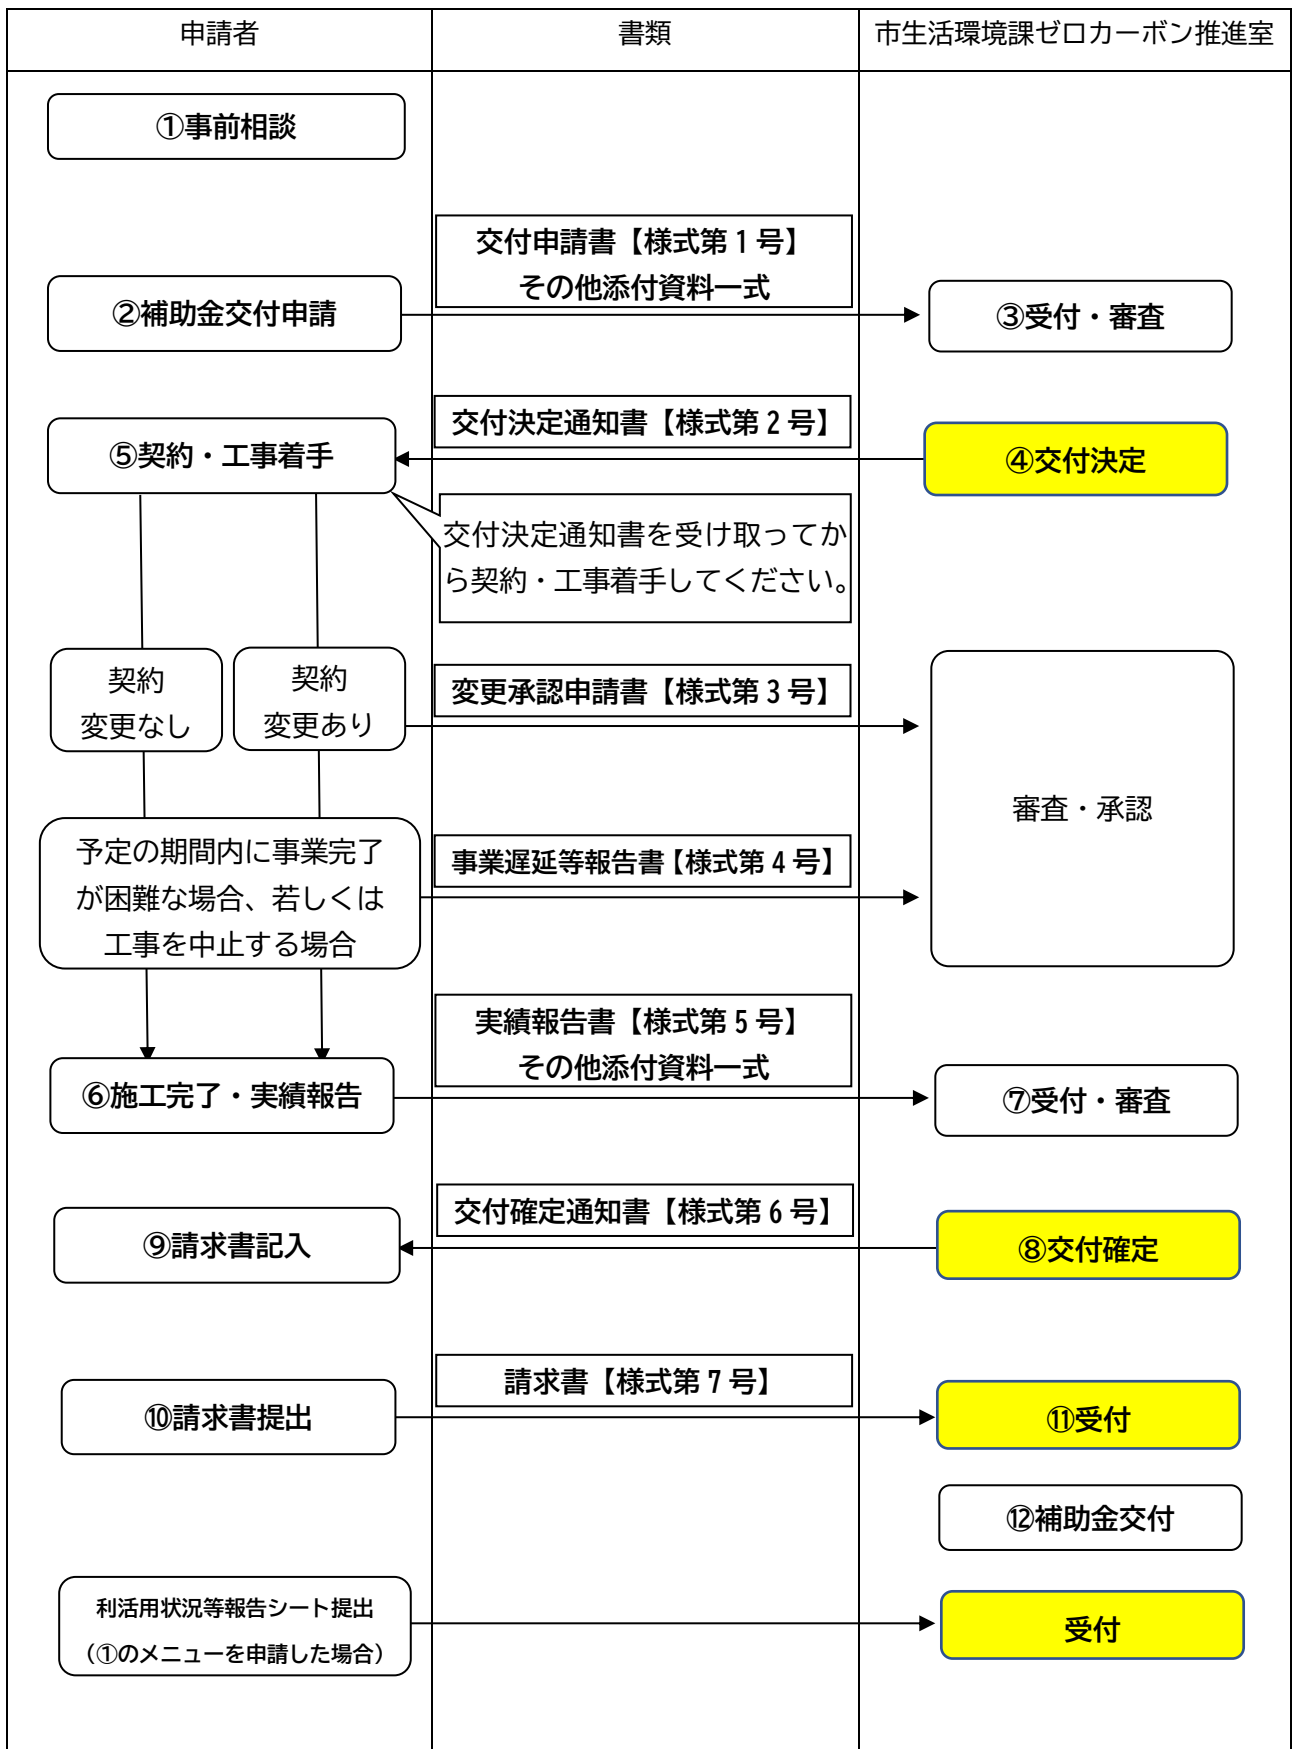 申請者
書類
市生活環境課ゼロカーボン推進室
①事前相談
交付申請書【様式第1号】
その他添付資料一式
②補助金交付申請
③受付・審査
交付決定通知書【様式第2号】
⑤契約・工事着手
④交付決定
交付決定通知書を受け取ってか
ら契約・工事着手してください。
契約
変更なし
契約
変更あり
変更承認申請書【様式第3号】
審査・承認
予定の期間内に事業完了
が困難な場合、若しくは
工事を中止する場合
事業遅延等報告書【様式第4号】
実績報告書【様式第5号】
その他添付資料一式
⑥施工完了・実績報告
⑦受付・審査
交付確定通知書【様式第6号】
⑨請求書記入
⑧交付確定
請求書【様式第7号】
⑩請求書提出
⑪受付
⑫補助金交付
利活用状況等報告シート提出
（①のメニューを申請した場合）
受付